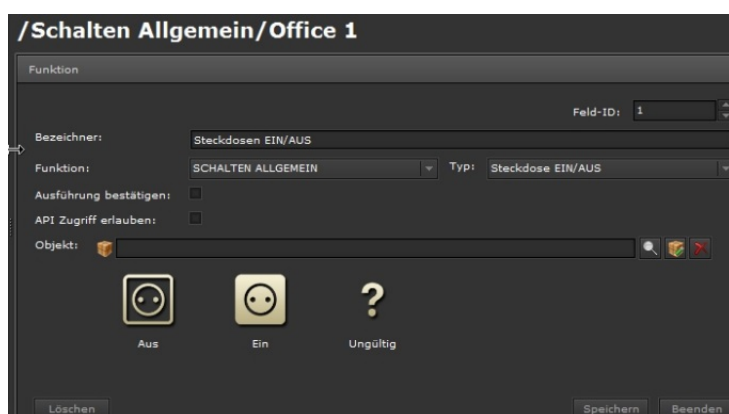 /Schalten Allgemein/Office 1
Funktion
Feld-ID: 1
Bezeichner: Steckdosen EIN/AUS
Funktion: SCHALTEN ALLGEMEIN Typ: Steckdose EIN/AUS
Ausführung bestätigen:
API Zugriff erlauben:
Objekt:
?
Aus Ein Ungültig
Löschen Speichern Beenden